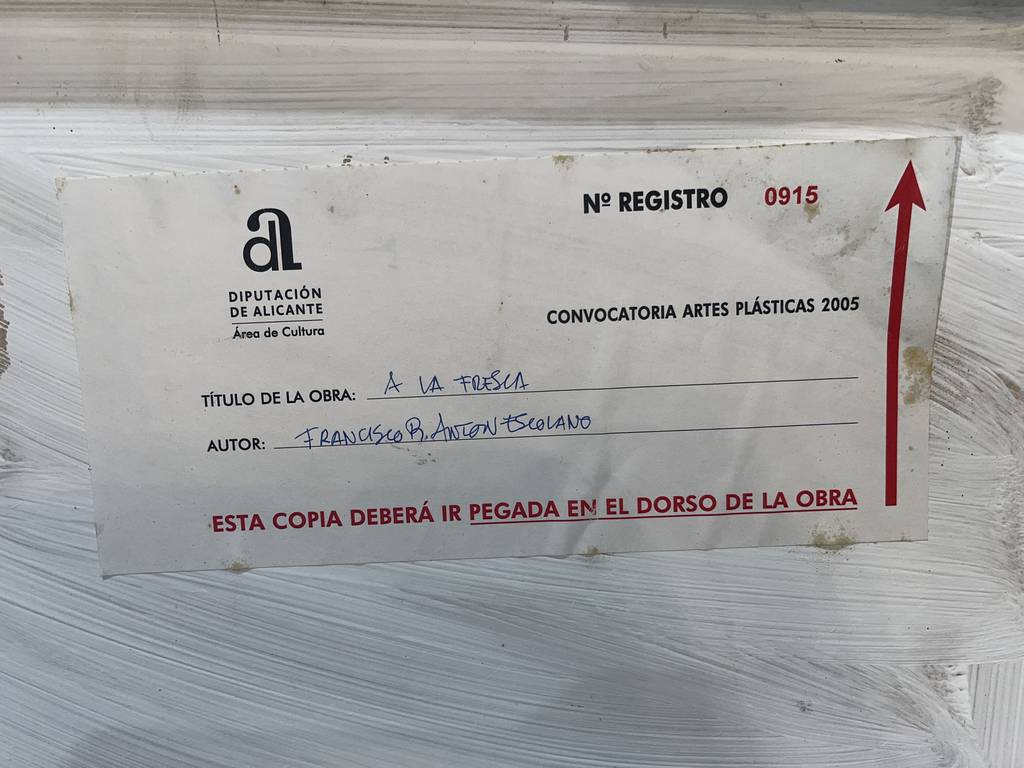 Nº REGISTRO 0915
dal
DIPUTACIÓN
DE ALICANTE
Área de Cultura
CONVOCATORIA ARTES PLÁSTICAS 2005
TÍTULO DE LA OBRA: A LA FRESCA
AUTOR: FRANCISCO B. ANTON ESCOLANO
ESTA COPIA DEBERÁ IR PEGADA EN EL DORSO DE LA OBRA